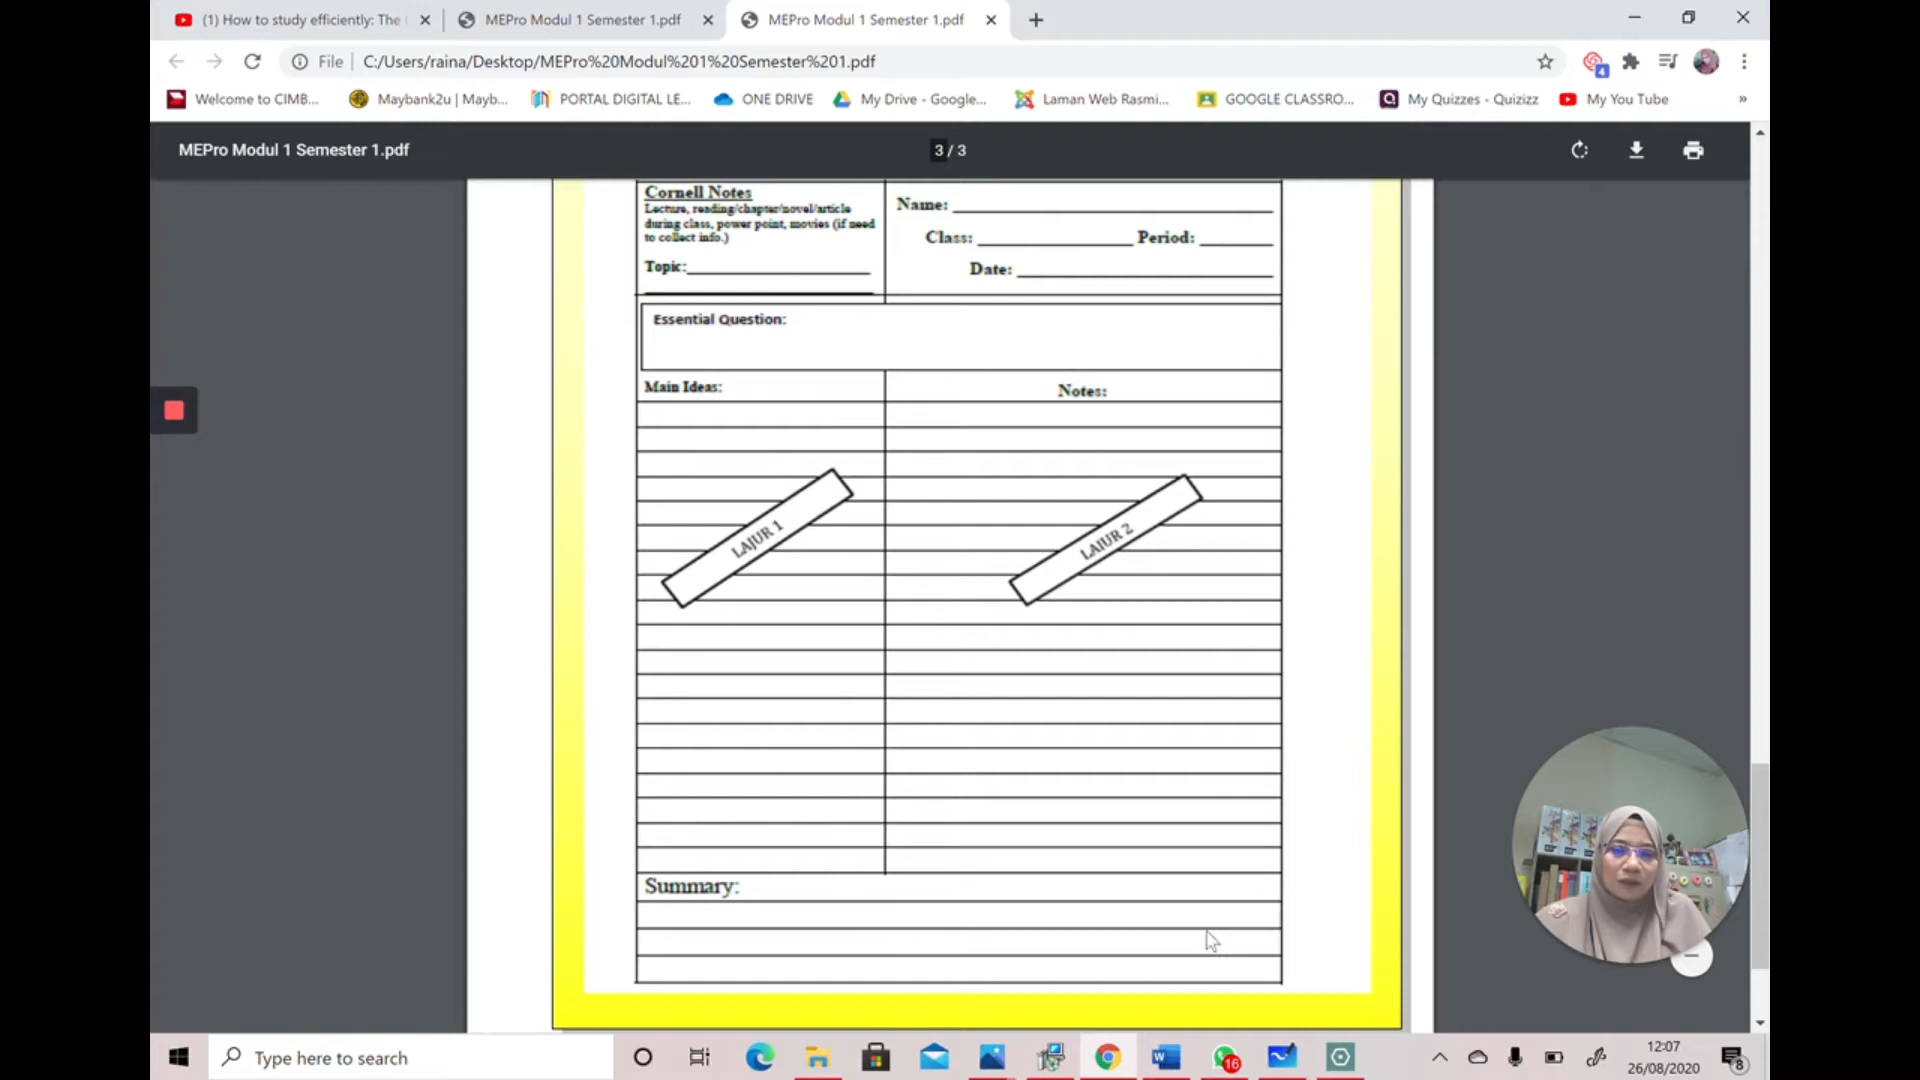 (1) How to study efficiently: The
MEPro Modul 1 Semester 1.pdf
MEPro Modul 1 Semester 1.pdf
File
C:/Users/raina/Desktop/MEPro%20Modul%201%20Semester%201.pdf
4
Welcome to CIMB...
Maybank2u | Mayb...
PORTAL DIGITAL LE...
ONE DRIVE
My Drive - Google...
Laman Web Rasmi...
GOOGLE CLASSRO...
My Quizzes - Quizizz
My You Tube
»
MEPro Modul 1 Semester 1.pdf
3 / 3
Cornell Notes
Lecture, reading/chapter/novel/article
during class, power point, movies (if need
to collect info.)
Topic:
Name:
Class: Period:
Date:
Essential Question:
Main Ideas:
Notes:
LAJUR 1
LAJUR 2
Summary:
Type here to search
16
12:07
26/08/2020
8